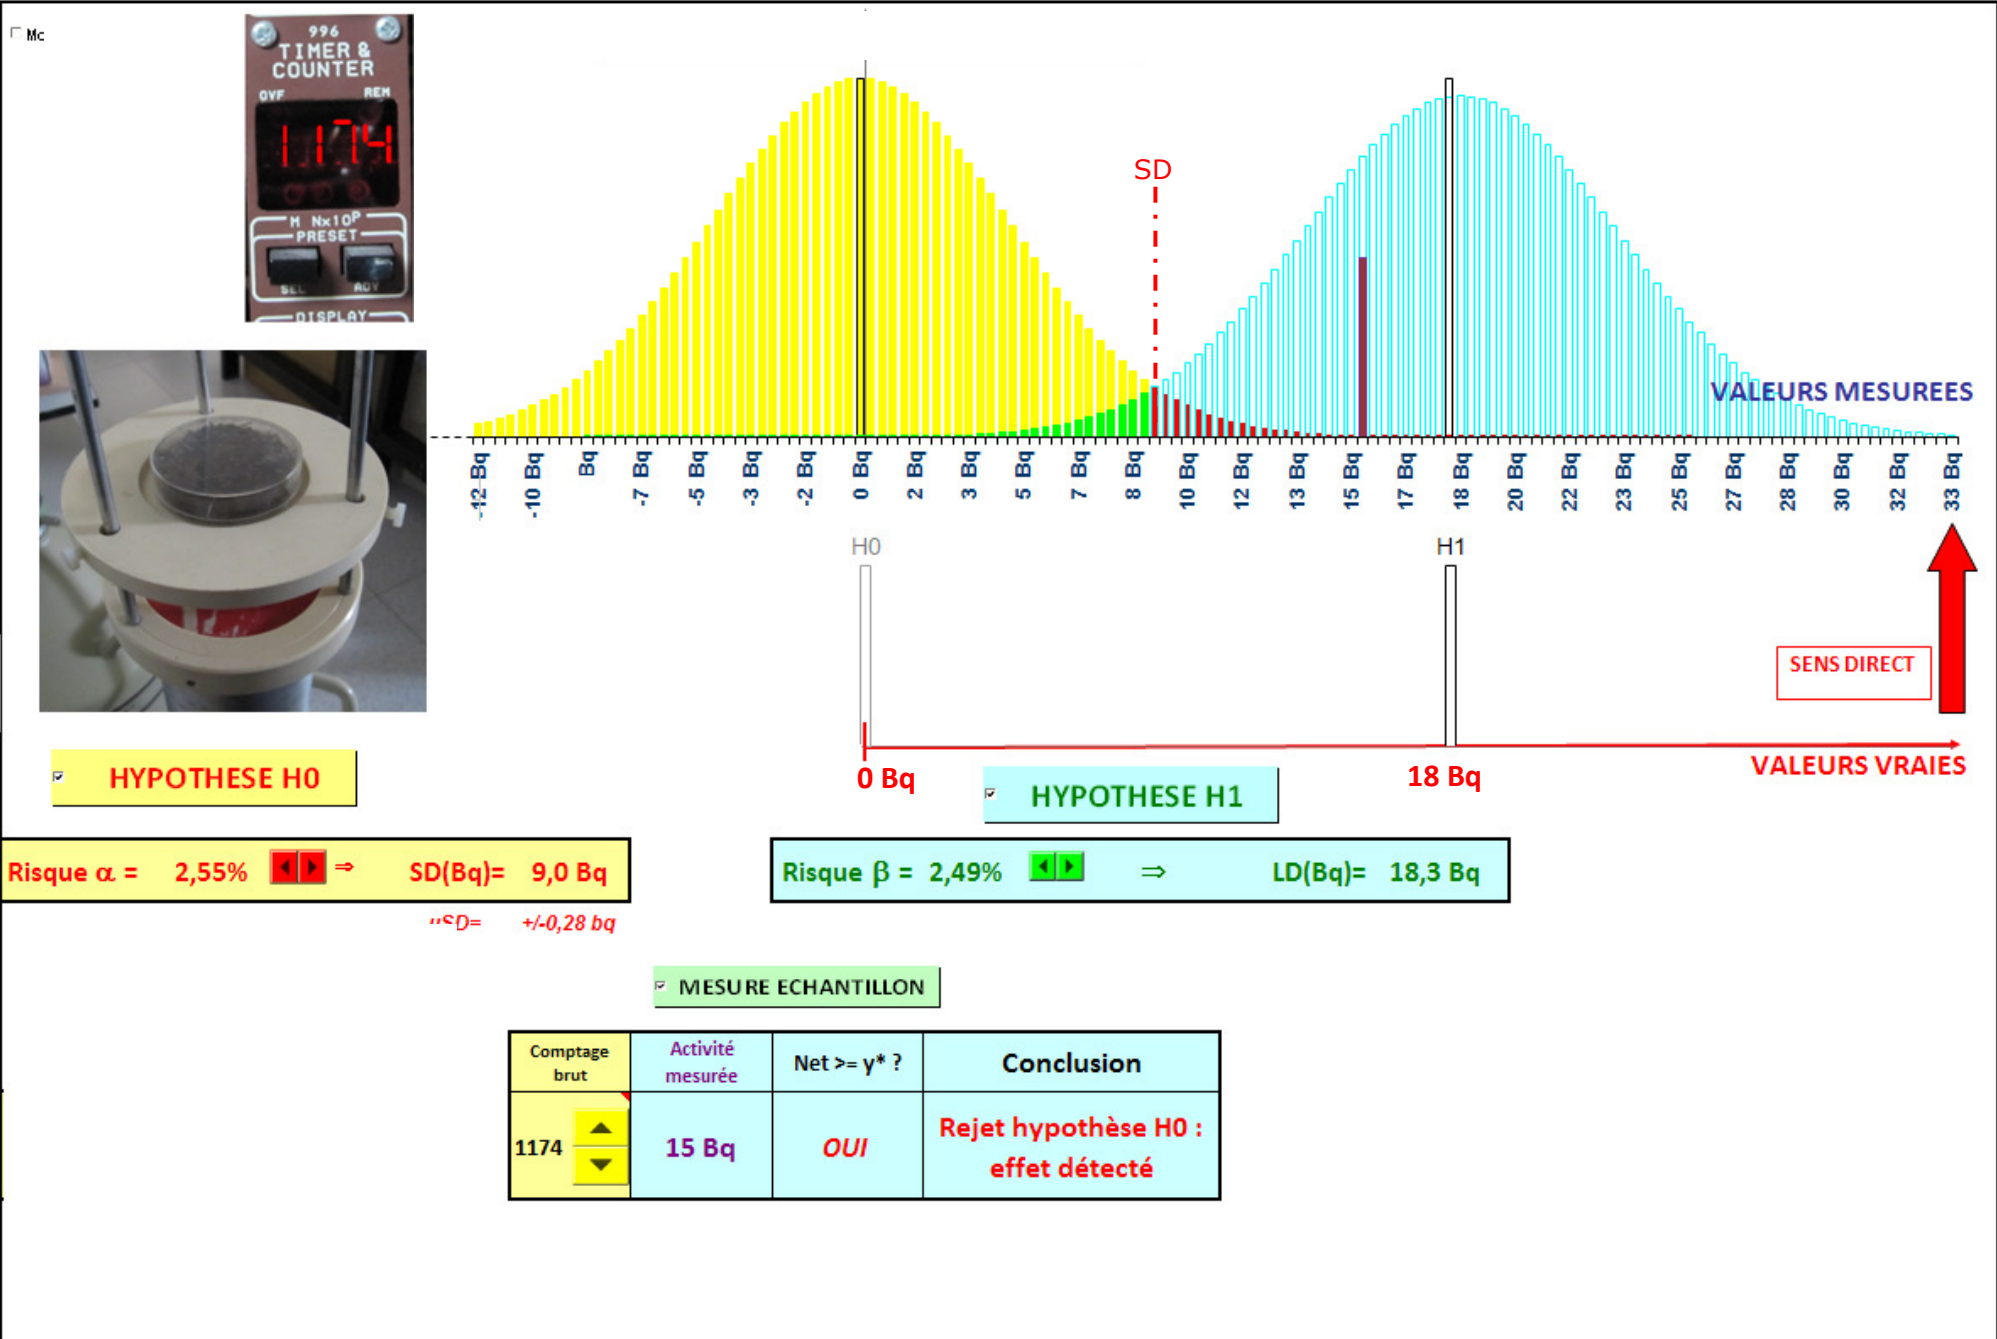 Mc
996
TIMER &
COUNTER
OVF REM
1174
M Nx10P
PRESET
SEL ADV
DISPLAY
SD
VALEURS MESUREES
-12 Bq
-10 Bq
Bq
-7 Bq
-5 Bq
-3 Bq
-2 Bq
0 Bq
2 Bq
3 Bq
5 Bq
7 Bq
8 Bq
10 Bq
12 Bq
13 Bq
15 Bq
17 Bq
18 Bq
20 Bq
22 Bq
23 Bq
25 Bq
27 Bq
28 Bq
30 Bq
32 Bq
33 Bq
H0
H1
SENS DIRECT
0 Bq
18 Bq
VALEURS VRAIES
HYPOTHESE H0
HYPOTHESE H1
Risque α = 2,55% ⇒ SD(Bq)= 9,0 Bq
Risque β = 2,49% ⇒ LD(Bq)= 18,3 Bq
SD= +/-0,28 bq
MESURE ECHANTILLON
Comptage
brut
Activité
mesurée
Net >= y* ?
Conclusion
1174
15 Bq
OUI
Rejet hypothèse H0 :
effet détecté